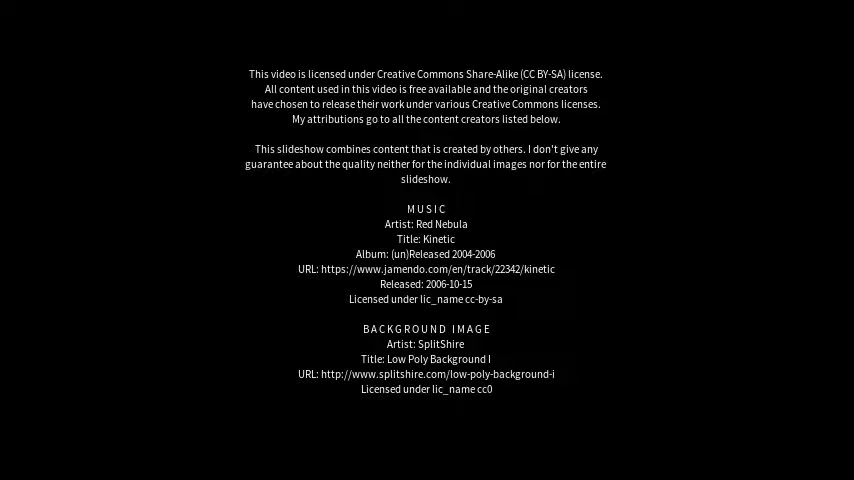 This video is licensed under Creative Commons Share-Alike (CC BY-SA) license.
All content used in this video is free available and the original creators
have chosen to release their work under various Creative Commons licenses.
My attributions go to all the content creators listed below.
This slideshow combines content that is created by others. I don't give any
guarantee about the quality neither for the individual images nor for the entire
slideshow.
MUSIC
Artist: Red Nebula
Title: Kinetic
Album: (un)Released 2004-2006
URL: https://www.jamendo.com/en/track/22342/kinetic
Released: 2006-10-15
Licensed under lic_name cc-by-sa
BACKGROUND IMAGE
Artist: SplitShire
Title: Low Poly Background I
URL: http://www.splitshire.com/low-poly-background-i
Licensed under lic_name cc0